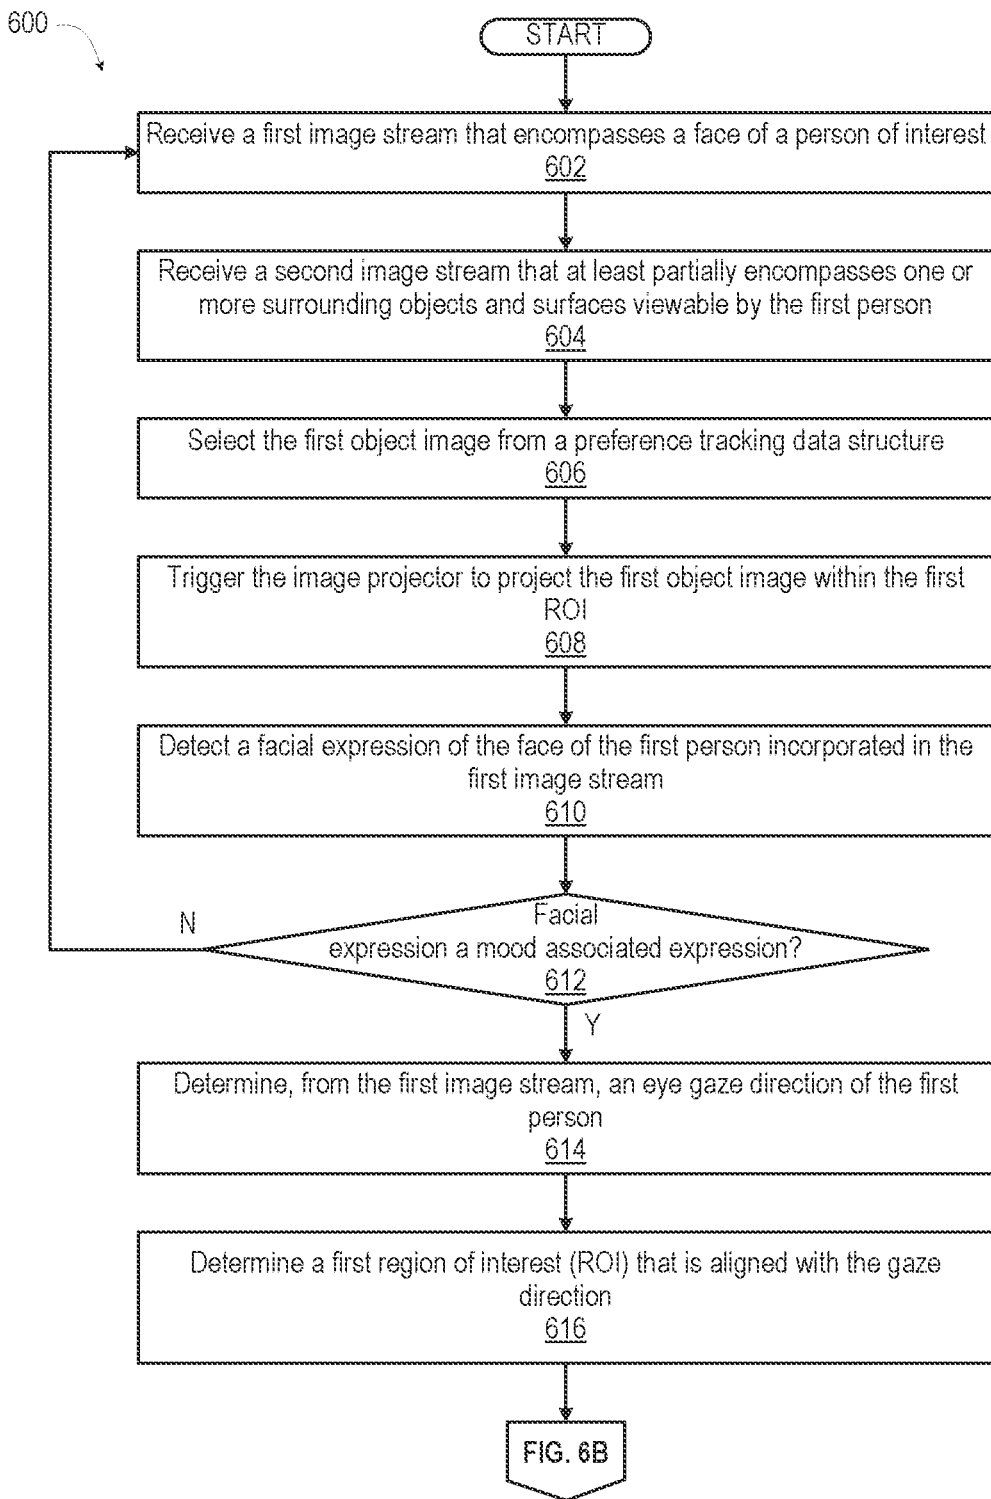 600
START
Receive a first image stream that encompasses a face of a person of interest
602
Receive a second image stream that at least partially encompasses one or
more surrounding objects and surfaces viewable by the first person
604
Select the first object image from a preference tracking data structure
606
Trigger the image projector to project the first object image within the first
ROI
608
Detect a facial expression of the face of the first person incorporated in the
first image stream
610
N
Facial
expression a mood associated expression?
612
Y
Determine, from the first image stream, an eye gaze direction of the first
person
614
Determine a first region of interest (ROI) that is aligned with the gaze
direction
616
FIG. 6B